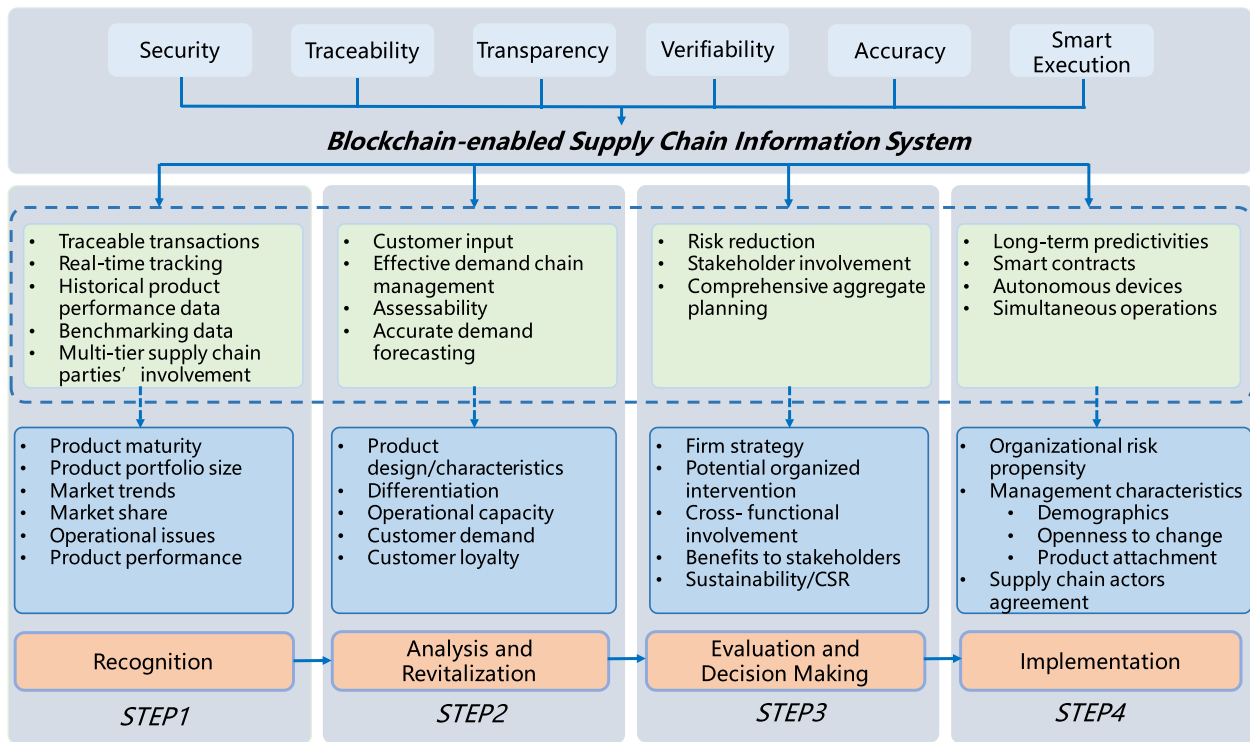 Security
Traceability
Transparency
Verifiability
Accuracy
Smart
Execution
Blockchain-enabled Supply Chain Information System
• Traceable transactions
• Real-time tracking
• Historical product
performance data
• Benchmarking data
• Multi-tier supply chain
parties’ involvement
• Customer input
• Effective demand chain
management
• Assessability
• Accurate demand
forecasting
• Risk reduction
• Stakeholder involvement
• Comprehensive aggregate
planning
• Long-term predictivities
• Smart contracts
• Autonomous devices
• Simultaneous operations
• Product maturity
• Product portfolio size
• Market trends
• Market share
• Operational issues
• Product performance
• Product
design/characteristics
• Differentiation
• Operational capacity
• Customer demand
• Customer loyalty
• Firm strategy
• Potential organized
intervention
• Cross- functional
involvement
• Benefits to stakeholders
• Sustainability/CSR
• Organizational risk
propensity
• Management characteristics
• Demographics
• Openness to change
• Product attachment
• Supply chain actors
agreement
Recognition
Analysis and
Revitalization
Evaluation and
Decision Making
Implementation
STEP1
STEP2
STEP3
STEP4